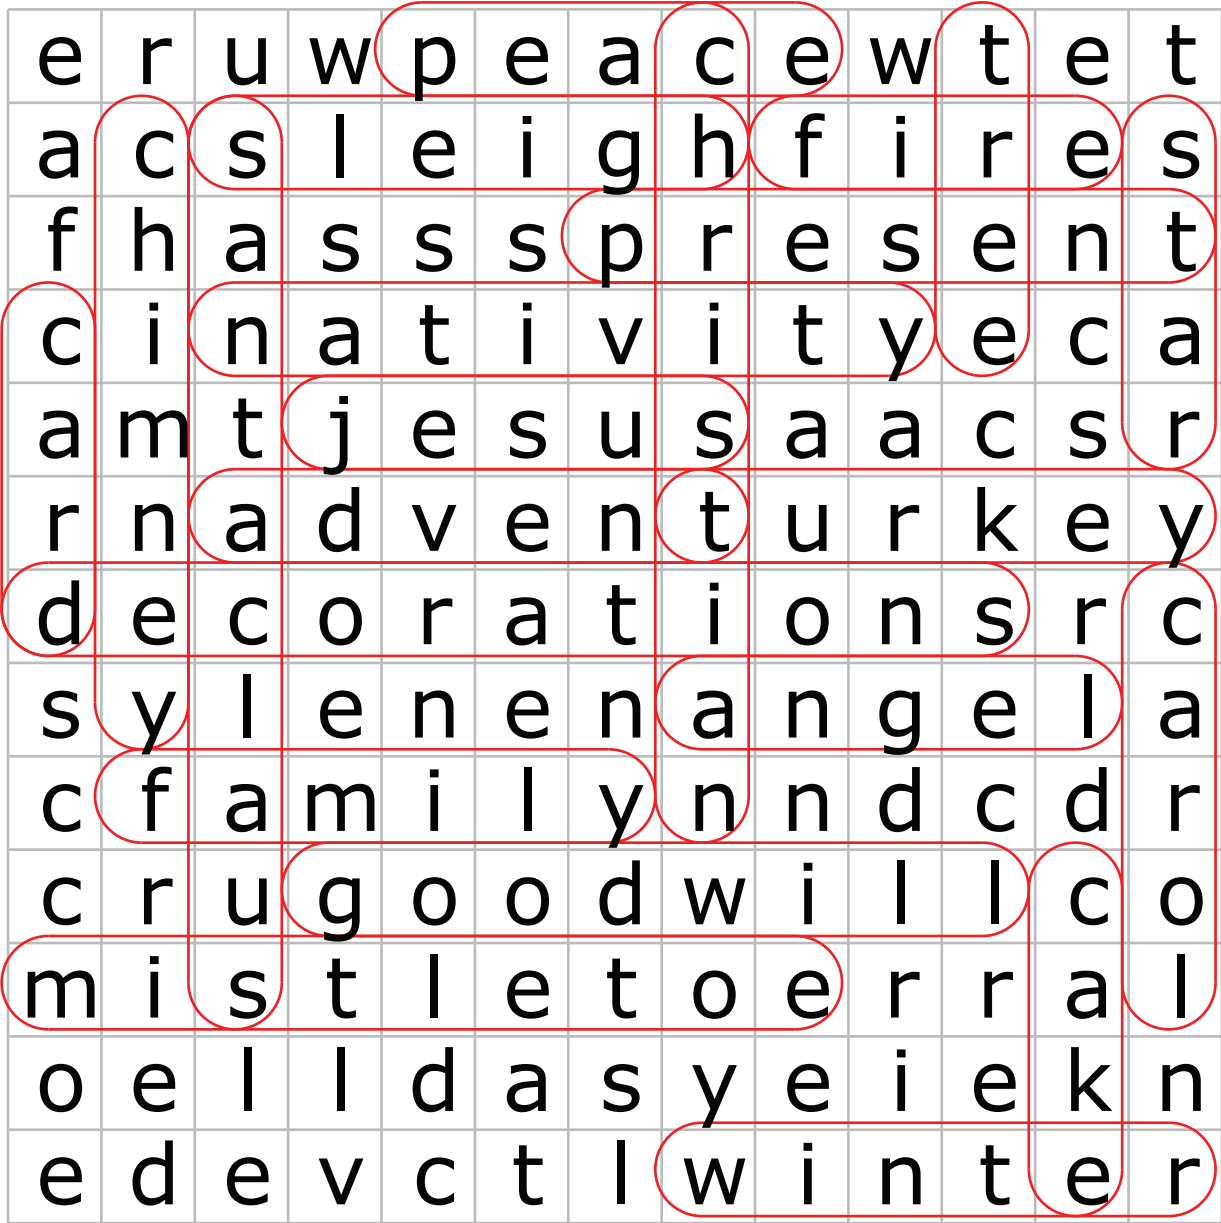 e r u w p e a c e w t e t
a c s l e i g h f i r e s
f h a s s s p r e s e n t
c i n a t i v i t y e c a
a m t j e s u s a a c s r
r n a d v e n t u r k e y
d e c o r a t i o n s r c
s y l e n e n a n g e l a
c f a m i l y n n d c d r
c r u g o o d w i l l c o
m i s t l e t o e r r a l
o e l l d a s y e i e k n
e d e v c t l w i n t e r